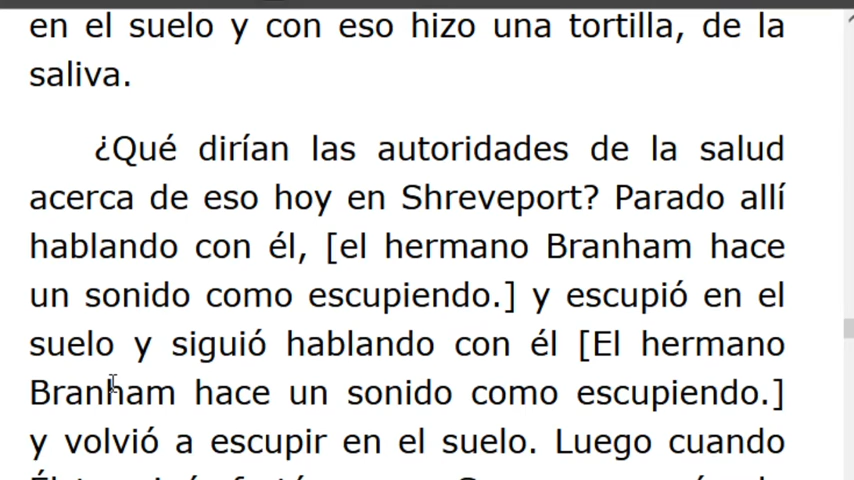 en el suelo y con eso hizo una tortilla, de la
saliva.
¿Qué dirían las autoridades de la salud
acerca de eso hoy en Shreveport? Parado allí
hablando con él, [el hermano Branham hace
un sonido como escupiendo.] y escupió en el
suelo y siguió hablando con él [El hermano
Branham hace un sonido como escupiendo.]
y volvió a escupir en el suelo. Luego cuando